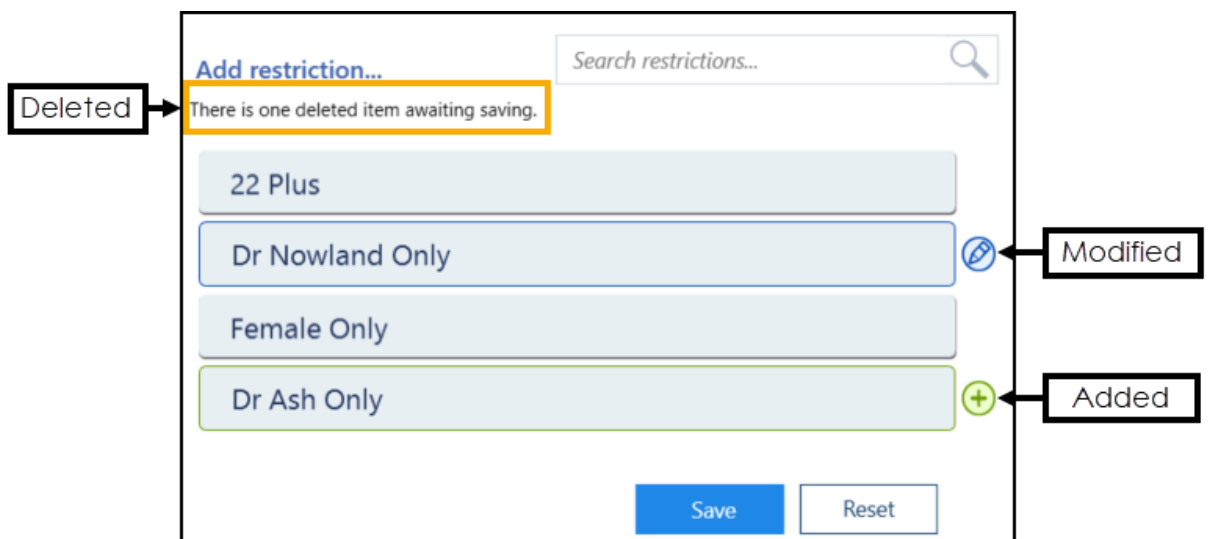 Search restrictions...
Add restriction...
Deleted
There is one deleted item awaiting saving.
22 Plus
Dr Nowland Only
Modified
Female Only
Dr Ash Only
Added
Save
Reset